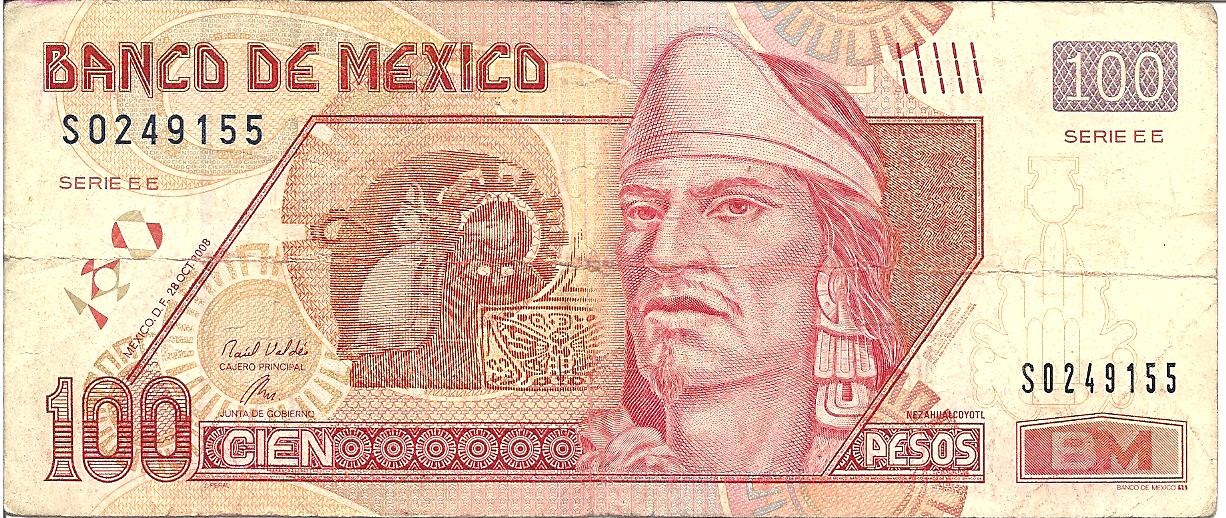 BANCO DE MEXICO
S0249155
SERIE EE
100
SERIE EE
MEXICO, D.F. 28 OCT 2008
Raúl Valdés
CAJERO PRINCIPAL
JUNTA DE GOBIERNO
100
CIEN
NEZAHUALCOYOTL
PESOS
S0249155
BM
BANCO DE MEXICO